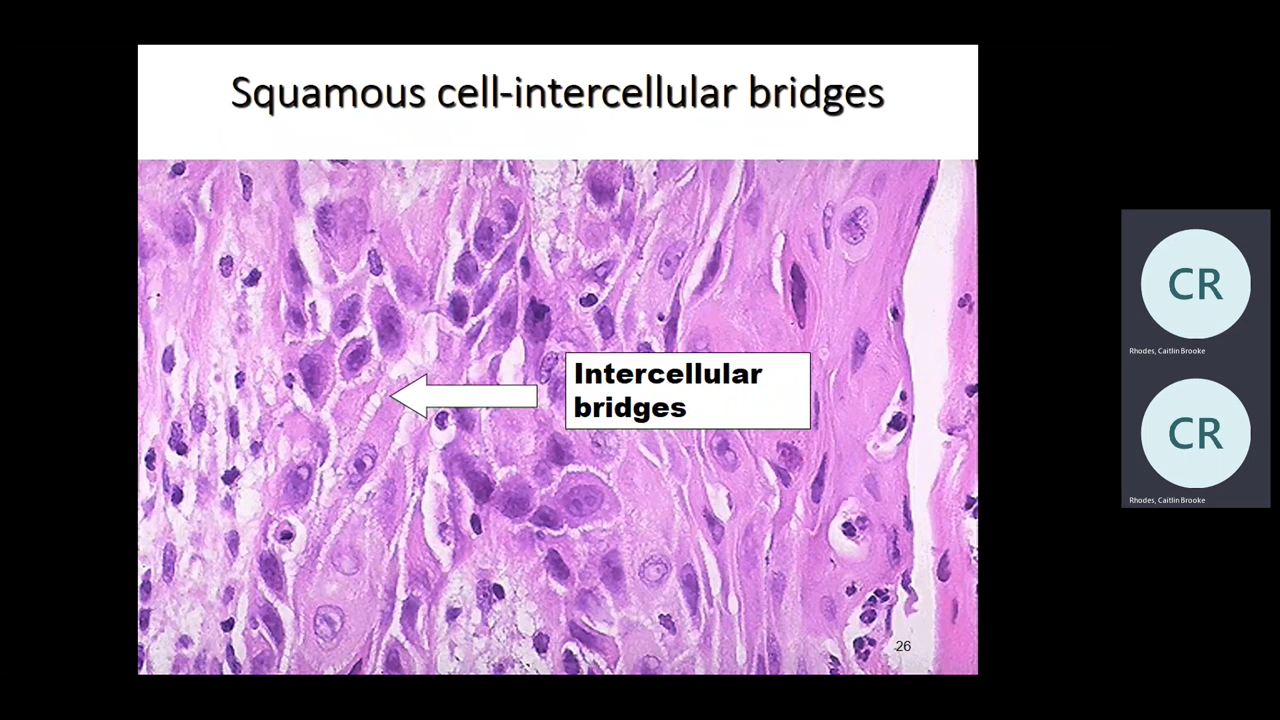 Squamous cell-intercellular bridges
Intercellular
bridges
26
CR
Rhodes, Caitlin Brooke
CR
Rhodes, Caitlin Brooke